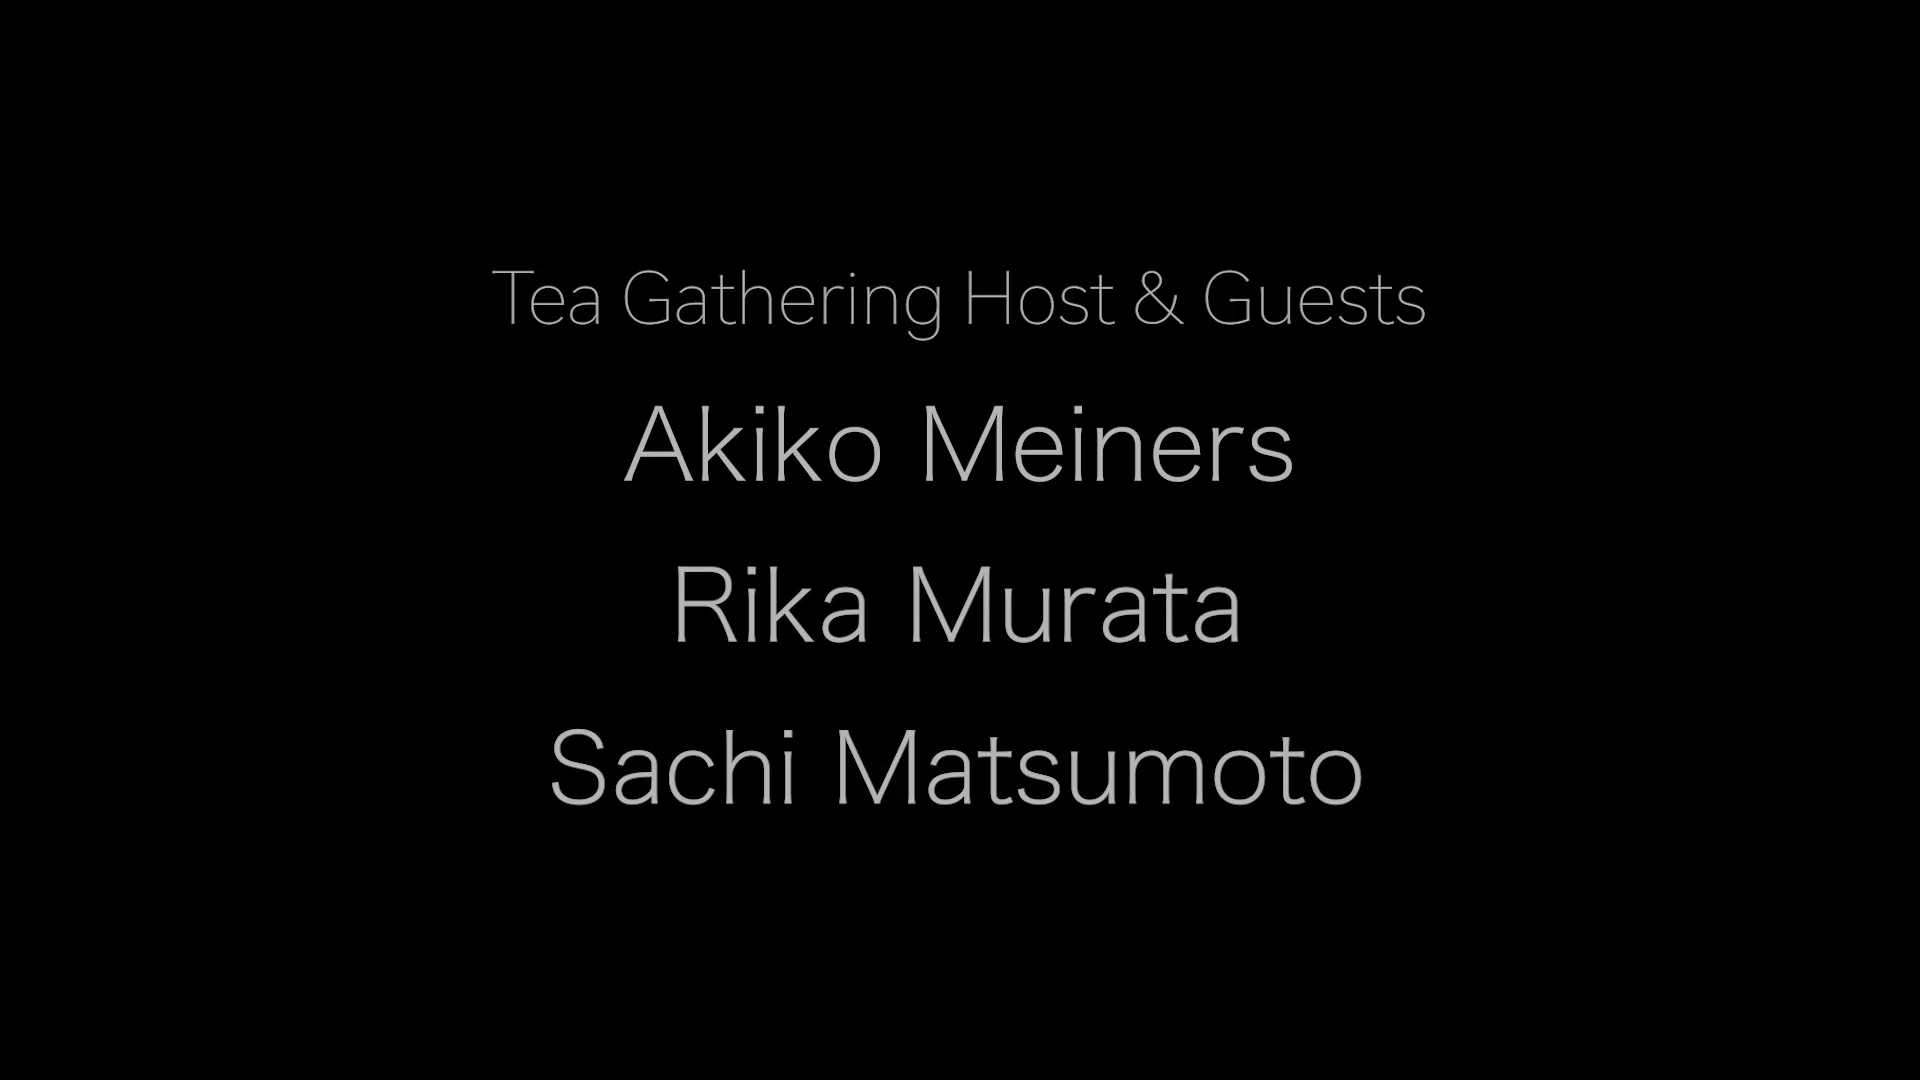 Tea Gathering Host & Guests
Akiko Meiners
Rika Murata
Sachi Matsumoto